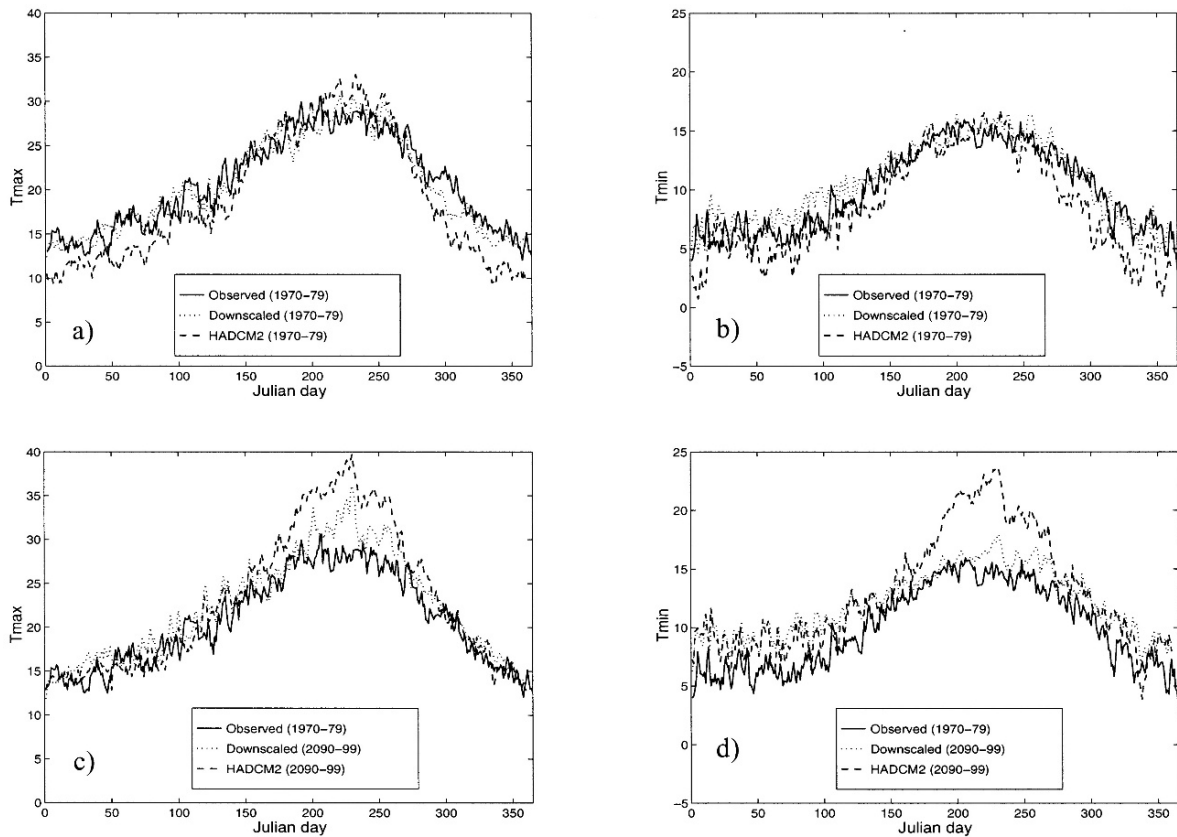 40
35
30
25
20
15
10
5
0
Tmax
a)
Observed (1970-79)
Downscaled (1970-79)
HADCM2 (1970-79)
0 50 100 150 200 250 300 350
Julian day
25
20
15
10
5
0
-5
Tmin
b)
Observed (1970-79)
Downscaled (1970-79)
HADCM2 (1970-79)
0 50 100 150 200 250 300 350
Julian day
40
35
30
25
20
15
10
5
0
Tmax
c)
Observed (1970-79)
Downscaled (2090-99)
HADCM2 (2090-99)
0 50 100 150 200 250 300 350
Julian day
25
20
15
10
5
0
-5
Tmin
d)
Observed (1970-79)
Downscaled (2090-99)
HADCM2 (2090-99)
0 50 100 150 200 250 300 350
Julian day